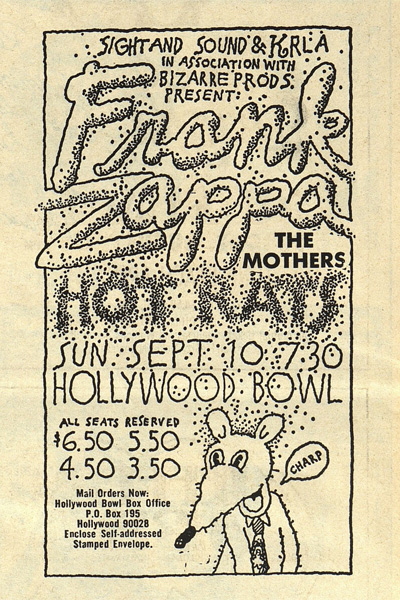 SIGHT AND SOUND & KRLA
IN ASSOCIATION WITH
BIZARRE PRODS.
PRESENT:
Frank
Zappa
THE
MOTHERS
HOT RATS
SUN. SEPT. 10 7:30
HOLLYWOOD BOWL
ALL SEATS RESERVED
$6.50 5.50
4.50 3.50
CHARP
Mail Orders Now:
Hollywood Bowl Box Office
P.O. Box 195
Hollywood 90028
Enclose Self-addressed
Stamped Envelope.